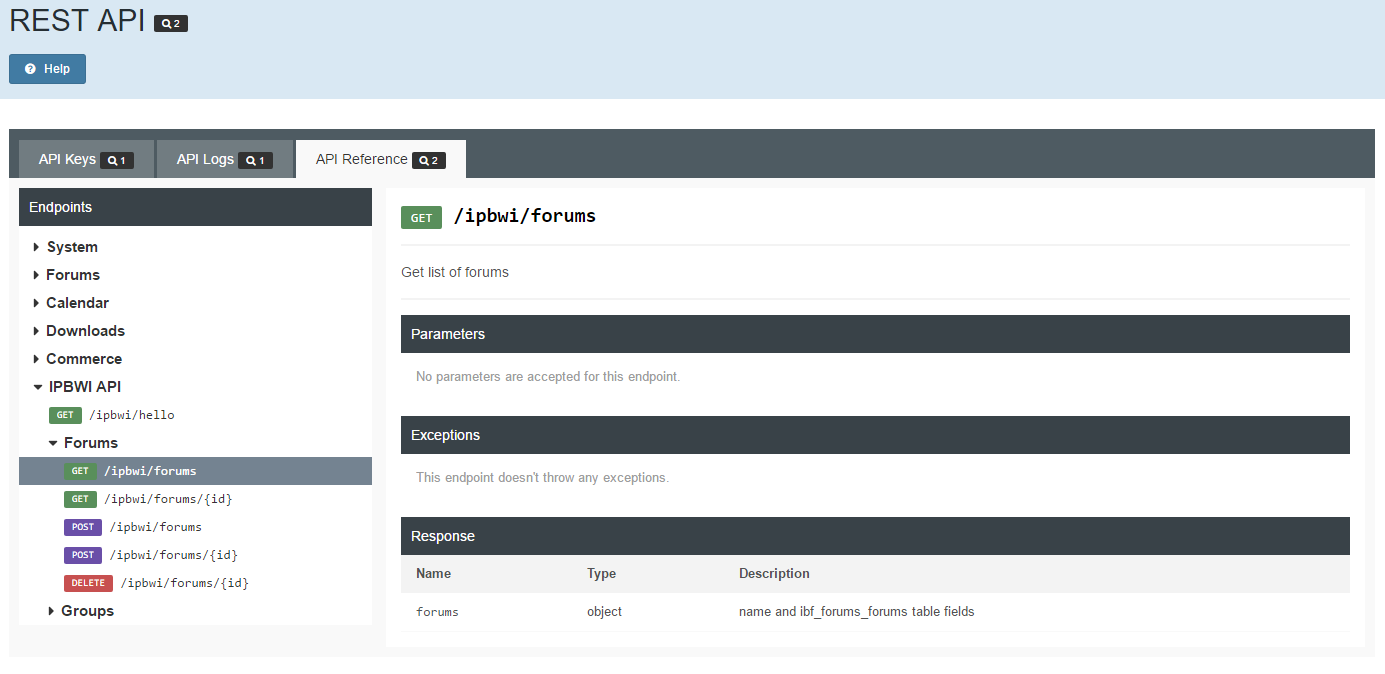 REST API 2
Help
API Keys 1 API Logs 1 API Reference 2
Endpoints
System
Forums
Calendar
Downloads
Commerce
IPBWI API
GET /ipbwi/hello
Forums
GET /ipbwi/forums
GET /ipbwi/forums/{id}
POST /ipbwi/forums
POST /ipbwi/forums/{id}
DELETE /ipbwi/forums/{id}
Groups
GET /ipbwi/forums
Get list of forums
Parameters
No parameters are accepted for this endpoint.
Exceptions
This endpoint doesn't throw any exceptions.
Response
Name Type Description
forums object name and ibf_forums_forums table fields